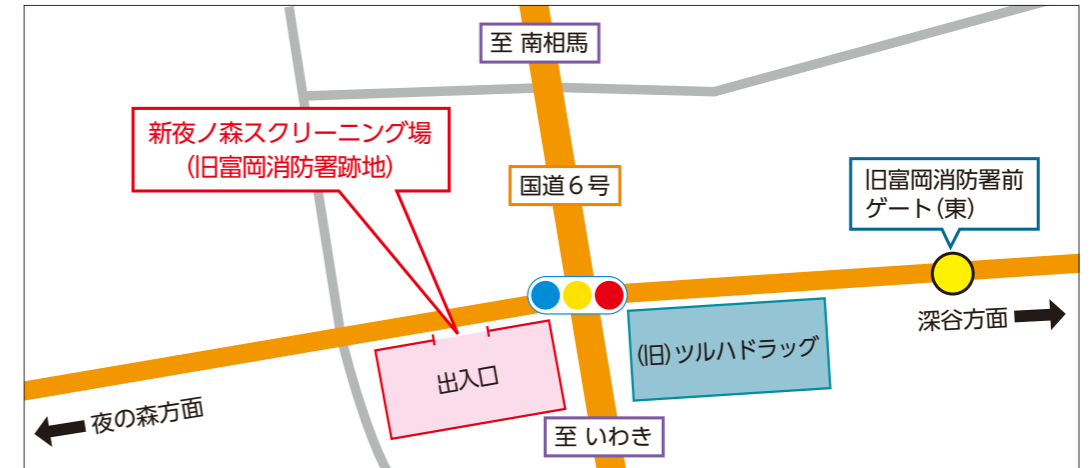 至 南相馬
新夜ノ森スクリーニング場
(旧富岡消防署跡地)
国道6号
旧富岡消防署前
ゲート(東)
深谷方面
(旧)ツルハドラッグ
出入口
夜の森方面
至 いわき